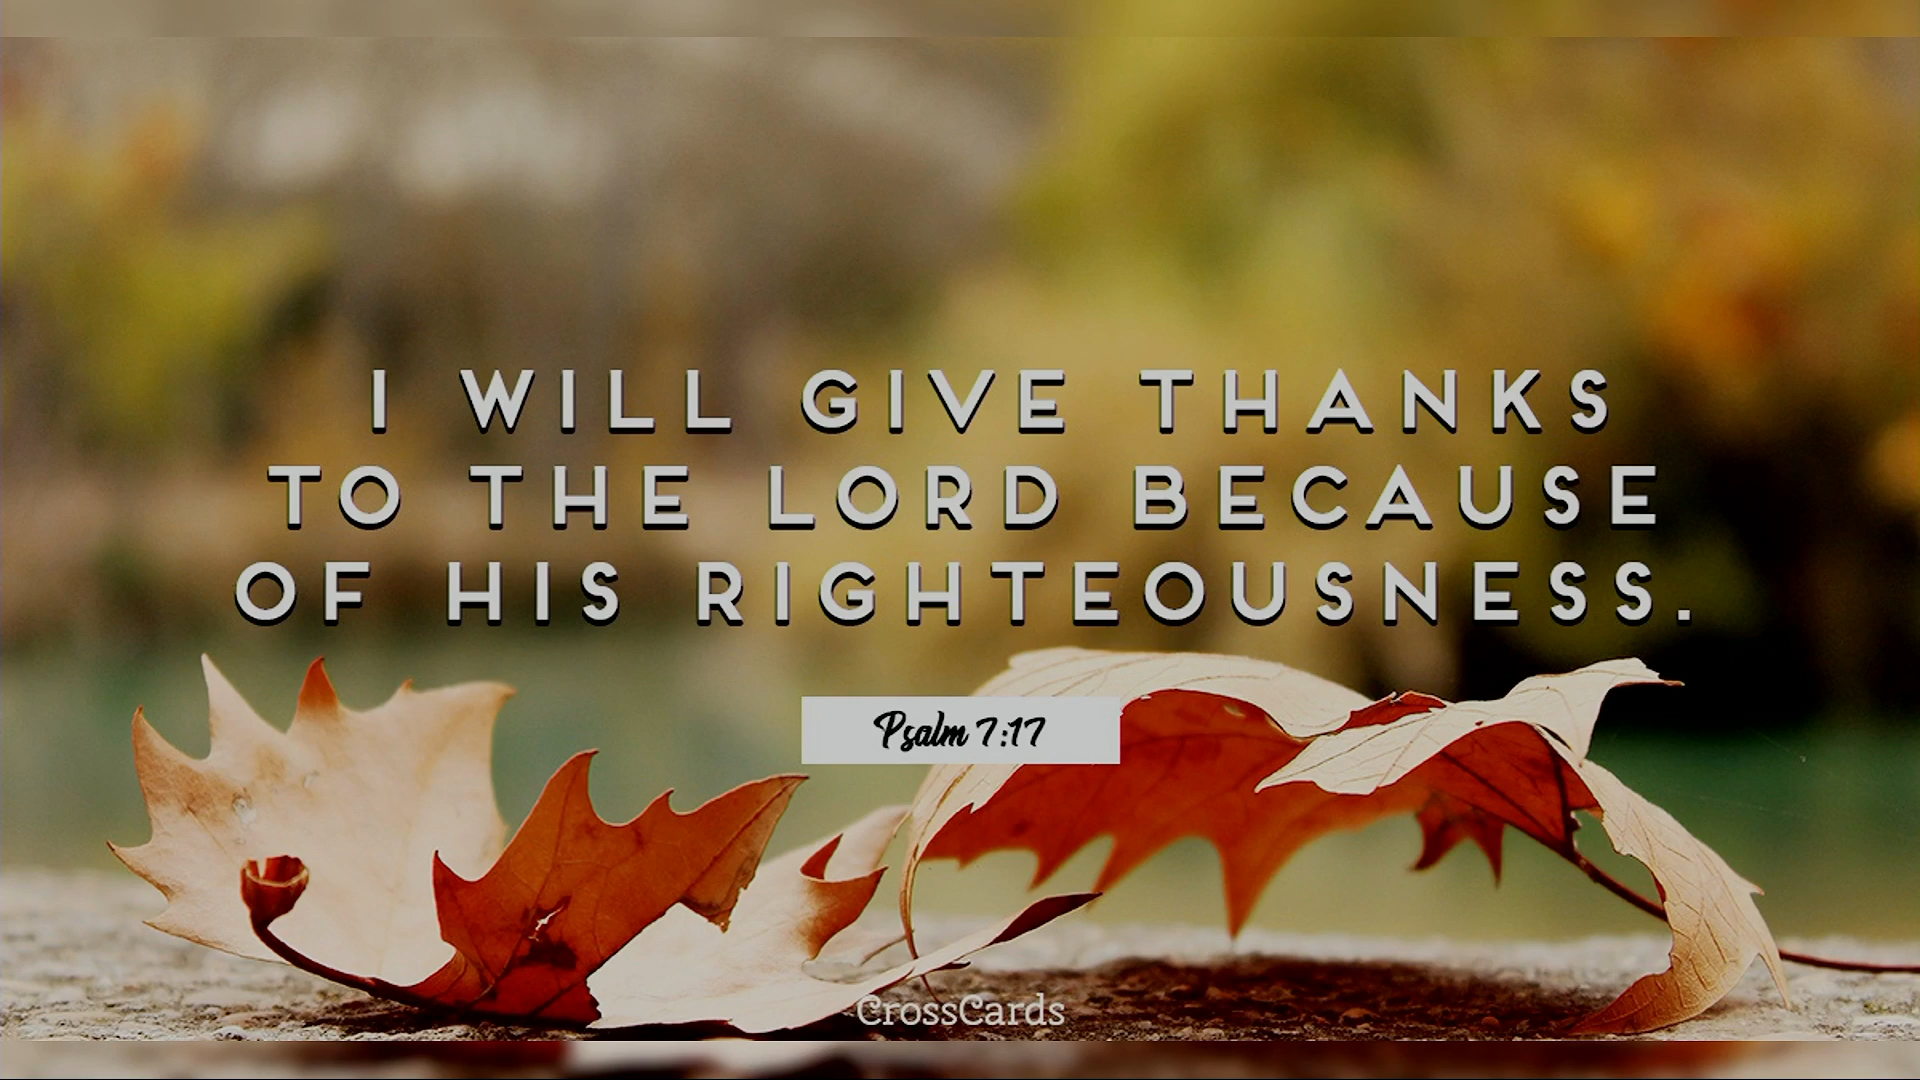 I WILL GIVE THANKS
TO THE LORD BECAUSE
OF HIS RIGHTEOUSNESS.
Psalm 7:17
CrossCards